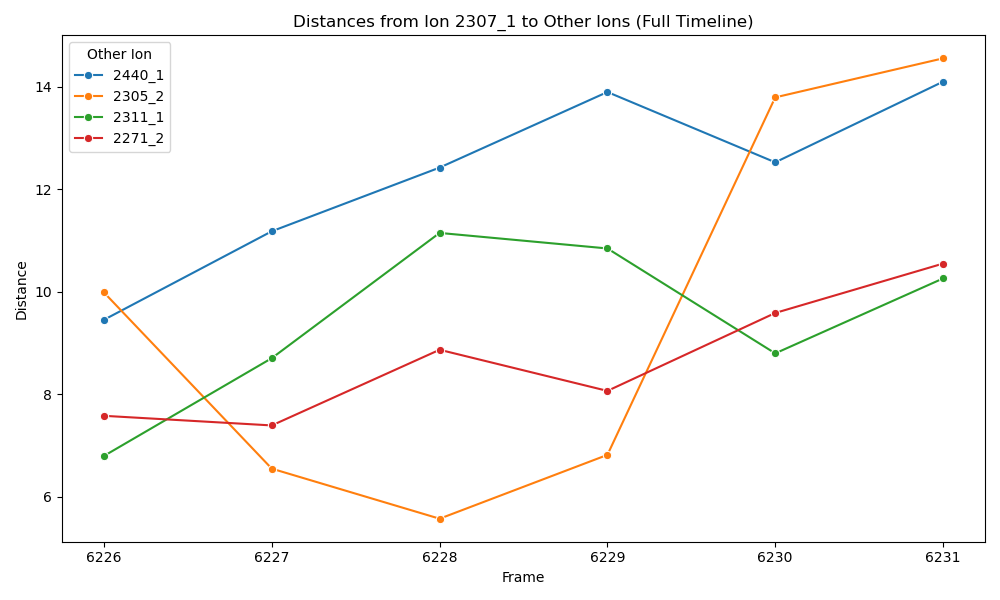 Distances from Ion 2307_1 to Other Ions (Full Timeline)
Other Ion
2440_1
2305_2
2311_1
2271_2
14
12
10
8
6
Distance
6226 6227 6228 6229 6230 6231
Frame